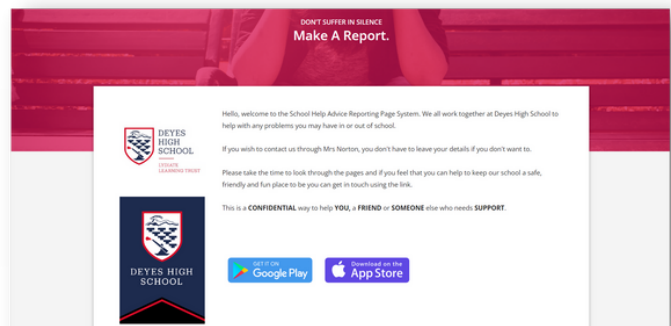 DON'T SUFFER IN SILENCE
Make A Report.
DEYES
HIGH
SCHOOL
LYDIATE
LEARNING TRUST
Hello, welcome to the School Help Advice Reporting Page System. We all work together at Deyes High School to
help with any problems you may have in or out of school.
If you wish to contact us through Mrs Norton, you don't have to leave your details if you don't want to.
Please take the time to look through the pages and if you feel that you can help to keep our school a safe,
friendly and fun place to be you can get in touch using the link.
This is a CONFIDENTIAL way to help YOU, a FRIEND or SOMEONE else who needs SUPPORT.
DEYES HIGH
SCHOOL
GET IT ON
Google Play
Download on the
App Store